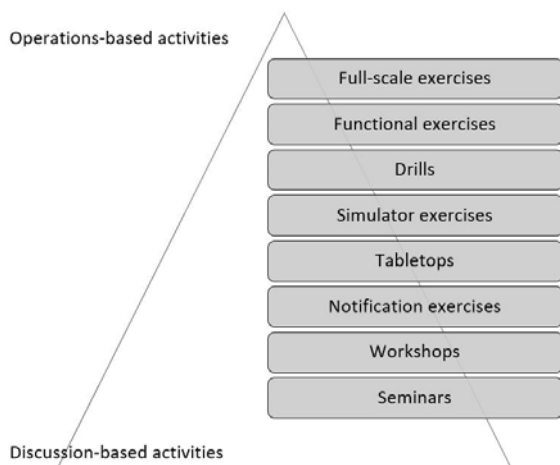 Operations-based activities
Full-scale exercises
Functional exercises
Drills
Simulator exercises
Tabletops
Notification exercises
Workshops
Seminars
Discussion-based activities